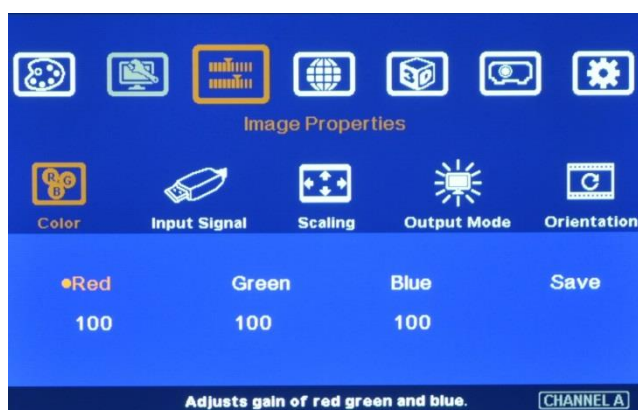 3D
Image Properties
R G B
Color Input Signal Scaling Output Mode Orientation
Red Green Blue Save
100 100 100
Adjusts gain of red green and blue. CHANNEL A